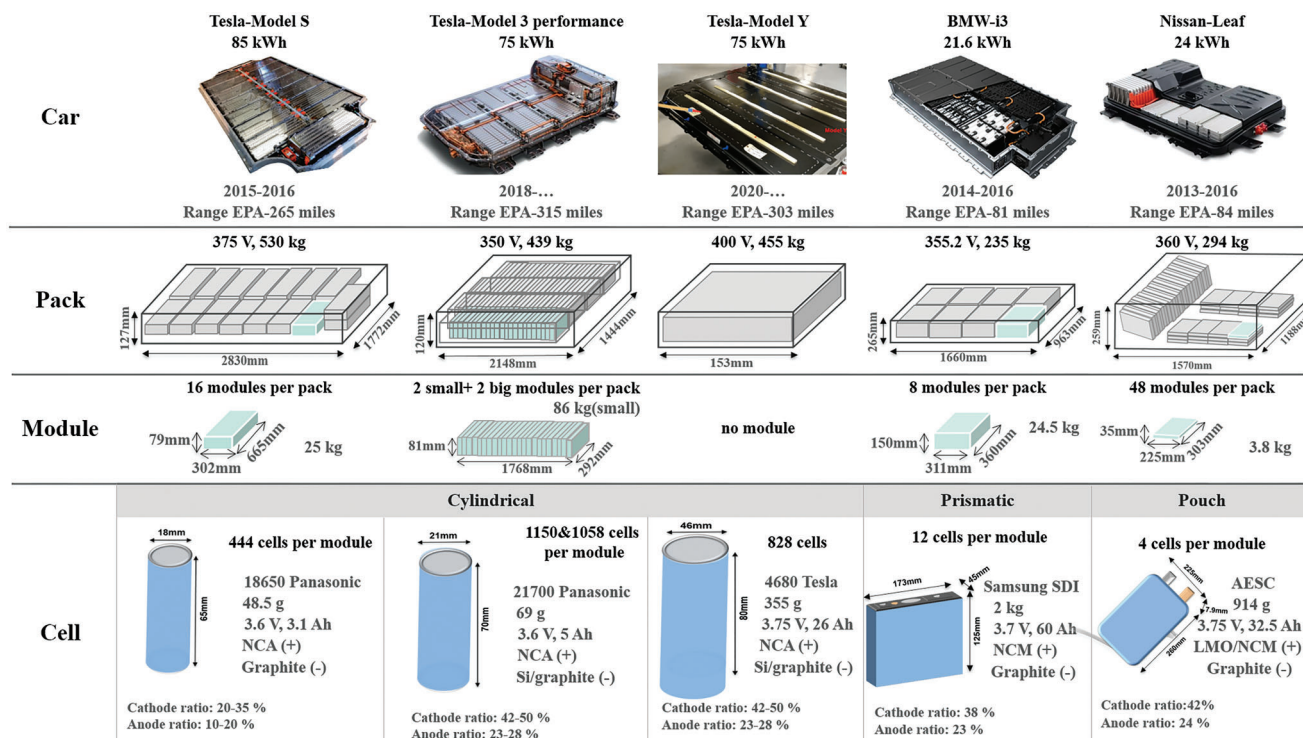 Tesla-Model S
85 kWh
Tesla-Model 3 performance
75 kWh
Tesla-Model Y
75 kWh
BMW-i3
21.6 kWh
Nissan-Leaf
24 kWh
Car
2015-2016
Range EPA-265 miles
2018-…
Range EPA-315 miles
2020-…
Range EPA-303 miles
2014-2016
Range EPA-81 miles
2013-2016
Range EPA-84 miles
Pack
375 V, 530 kg
127mm
2830mm
1772mm
350 V, 439 kg
120mm
2148mm
1444mm
400 V, 455 kg
153mm
355.2 V, 235 kg
265mm
1660mm
963mm
360 V, 294 kg
259mm
1570mm
1188mm
Module
16 modules per pack
79mm
302mm
665mm
25 kg
2 small+ 2 big modules per pack
86 kg(small)
81mm
1768mm
292mm
no module
8 modules per pack
150mm
311mm
360mm
24.5 kg
48 modules per pack
35mm
225mm
303mm
3.8 kg
Cell
Cylindrical
Prismatic
Pouch
18mm
65mm
444 cells per module
18650 Panasonic
48.5 g
3.6 V, 3.1 Ah
NCA (+)
Graphite (-)
Cathode ratio: 20-35 %
Anode ratio: 10-20 %
21mm
70mm
1150&1058 cells
per module
21700 Panasonic
69 g
3.6 V, 5 Ah
NCA (+)
Si/graphite (-)
Cathode ratio: 42-50 %
Anode ratio: 23-28 %
46mm
80mm
828 cells
4680 Tesla
355 g
3.75 V, 26 Ah
NCA (+)
Si/graphite (-)
Cathode ratio: 42-50 %
Anode ratio: 23-28 %
12 cells per module
173mm
45mm
125mm
Samsung SDI
2 kg
3.7 V, 60 Ah
NCM (+)
Graphite (-)
Cathode ratio: 38 %
Anode ratio: 23 %
4 cells per module
225mm
7.9mm
260mm
AESC
914 g
3.75 V, 32.5 Ah
LMO/NCM (+)
Graphite (-)
Cathode ratio:42%
Anode ratio: 24 %